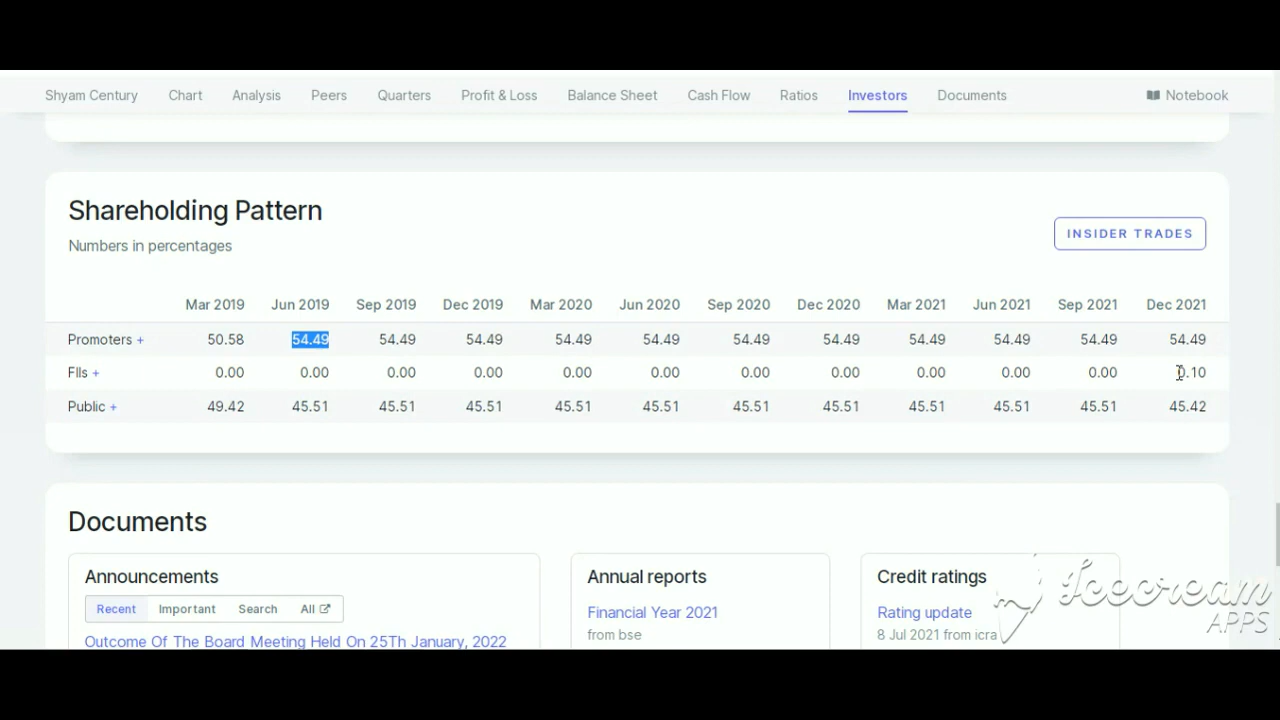 Shyam Century Chart Analysis Peers Quarters Profit & Loss Balance Sheet Cash Flow Ratios Investors Documents Notebook
Shareholding Pattern
Numbers in percentages
INSIDER TRADES
Mar 2019 Jun 2019 Sep 2019 Dec 2019 Mar 2020 Jun 2020 Sep 2020 Dec 2020 Mar 2021 Jun 2021 Sep 2021 Dec 2021
Promoters + 50.58 54.49 54.49 54.49 54.49 54.49 54.49 54.49 54.49 54.49 54.49 54.49
FIIs + 0.00 0.00 0.00 0.00 0.00 0.00 0.00 0.00 0.00 0.00 0.00 0.10
Public + 49.42 45.51 45.51 45.51 45.51 45.51 45.51 45.51 45.51 45.51 45.51 45.42
Documents
Announcements
Recent Important Search All
Outcome Of The Board Meeting Held On 25Th January, 2022
Annual reports
Financial Year 2021
from bse
Credit ratings
Rating update
8 Jul 2021 from icra
Icecream
APPS